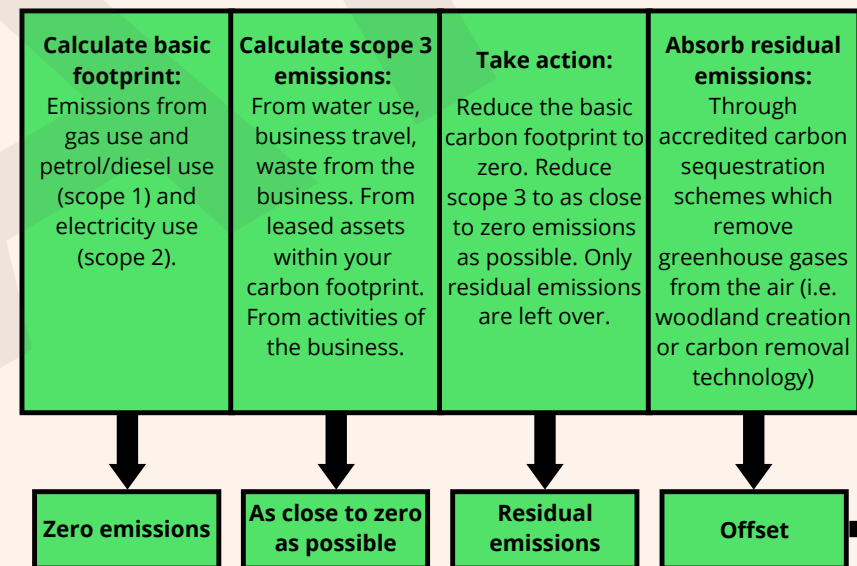 Calculate basic
footprint:
Emissions from
gas use and
petrol/diesel use
(scope 1) and
electricity use
(scope 2).
Calculate scope 3
emissions:
From water use,
business travel,
waste from the
business. From
leased assets
within your
carbon footprint.
From activities of
the business.
Take action:
Reduce the basic
carbon footprint to
zero. Reduce
scope 3 to as close
to zero emissions
as possible. Only
residual emissions
are left over.
Absorb residual
emissions:
Through
accredited carbon
sequestration
schemes which
remove
greenhouse gases
from the air (i.e.
woodland creation
or carbon removal
technology)
Zero emissions
As close to zero
as possible
Residual
emissions
Offset